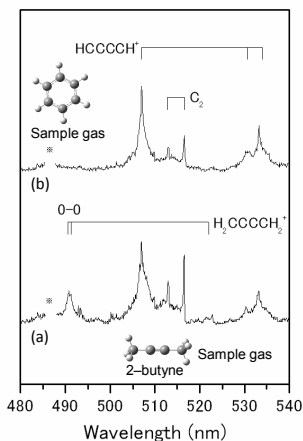 HCCCCH+
C2
Sample gas
※
(b)
0-0
H2CCCCH2+
※
(a)
Sample gas
2-butyne
480 490 500 510 520 530 540
Wavelength (nm)